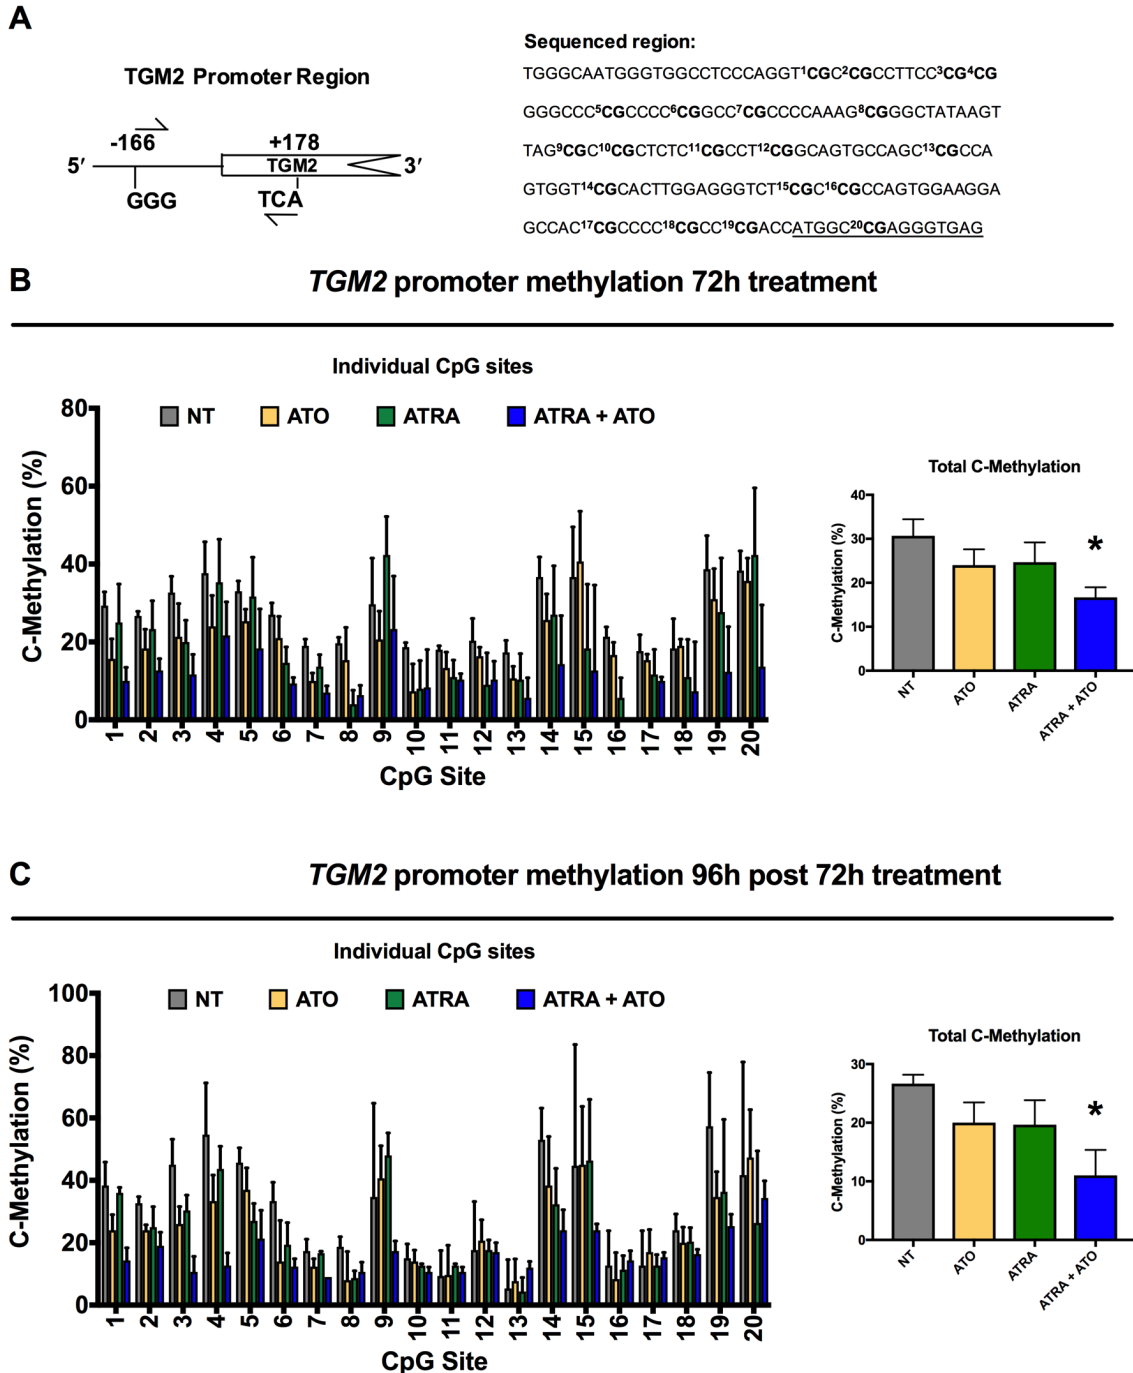 A
TGM2 Promoter Region
-166
+178
5′
TGM2
3′
GGG
TCA
Sequenced region:
TGGGCAATGGGTGGCCTCCCAGGT¹CGC²CGCCTTCC³CG⁴CG
GGGCCC⁵CGCCCC⁶CGGCC⁷CGCCCCAAAG⁸CGGGCTATAAGT
TAG⁹CGC¹⁰CGCTCTC¹¹CGCCT¹²CGGCAGTGCCAGC¹³CGCCA
GTGGT¹⁴CGCACTTGGAGGGTCT¹⁵CGC¹⁶CGCCAGTGGAAGGA
GCCAC¹⁷CGCCCC¹⁸CGCC¹⁹CGACCATGGC²⁰CGAGGGTGAG
B
TGM2 promoter methylation 72h treatment
Individual CpG sites
NT ATO ATRA ATRA + ATO
C-Methylation (%)
80
60
40
20
0
1 2 3 4 5 6 7 8 9 10 11 12 13 14 15 16 17 18 19 20
CpG Site
Total C-Methylation
C-Methylation (%)
40
30
20
10
0
*
NT ATO ATRA ATRA + ATO
C
TGM2 promoter methylation 96h post 72h treatment
Individual CpG sites
NT ATO ATRA ATRA + ATO
C-Methylation (%)
100
80
60
40
20
0
1 2 3 4 5 6 7 8 9 10 11 12 13 14 15 16 17 18 19 20
CpG Site
Total C-Methylation
C-Methylation (%)
30
20
10
0
*
NT ATO ATRA ATRA + ATO